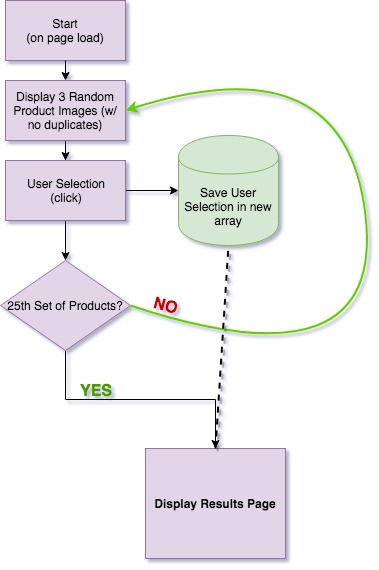 Start
(on page load)
Display 3 Random
Product Images (w/
no duplicates)
User Selection
(click)
Save User
Selection in new
array
25th Set of Products?
NO
YES
Display Results Page